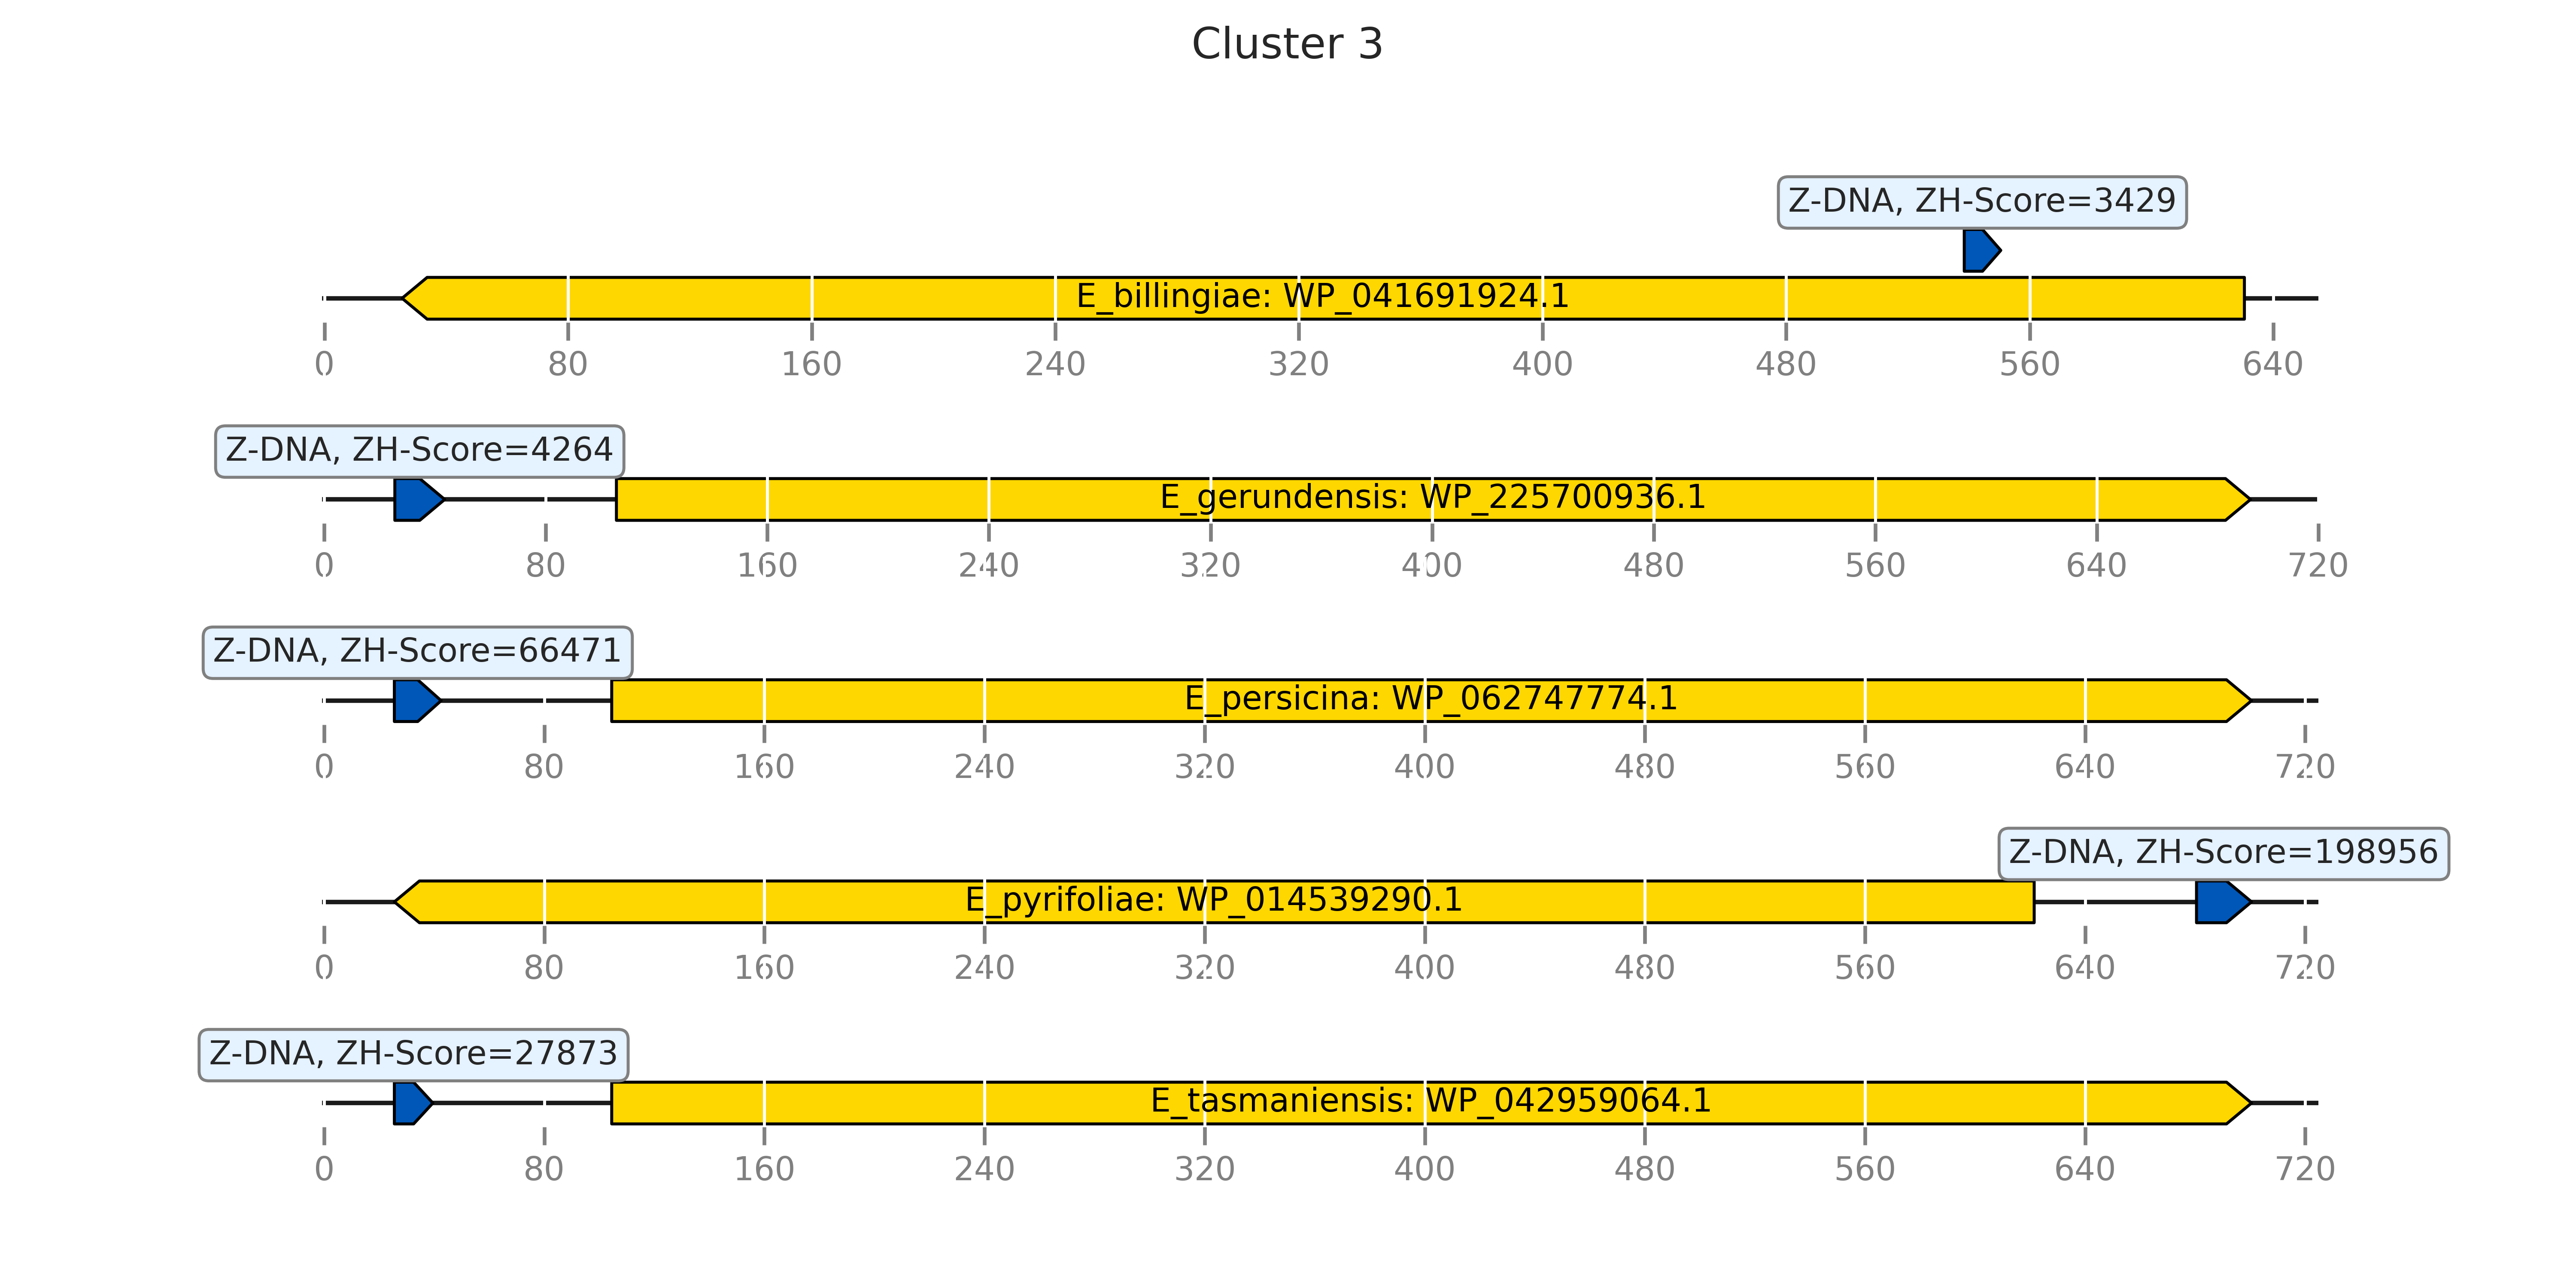 Cluster 3
Z-DNA, ZH-Score=3429
E_billingiae: WP_041691924.1
0 80 160 240 320 400 480 560 640
Z-DNA, ZH-Score=4264
E_gerundensis: WP_225700936.1
0 80 160 240 320 400 480 560 640 720
Z-DNA, ZH-Score=66471
E_persicina: WP_062747774.1
0 80 160 240 320 400 480 560 640 720
Z-DNA, ZH-Score=198956
E_pyrifoliae: WP_014539290.1
0 80 160 240 320 400 480 560 640 720
Z-DNA, ZH-Score=27873
E_tasmaniensis: WP_042959064.1
0 80 160 240 320 400 480 560 640 720